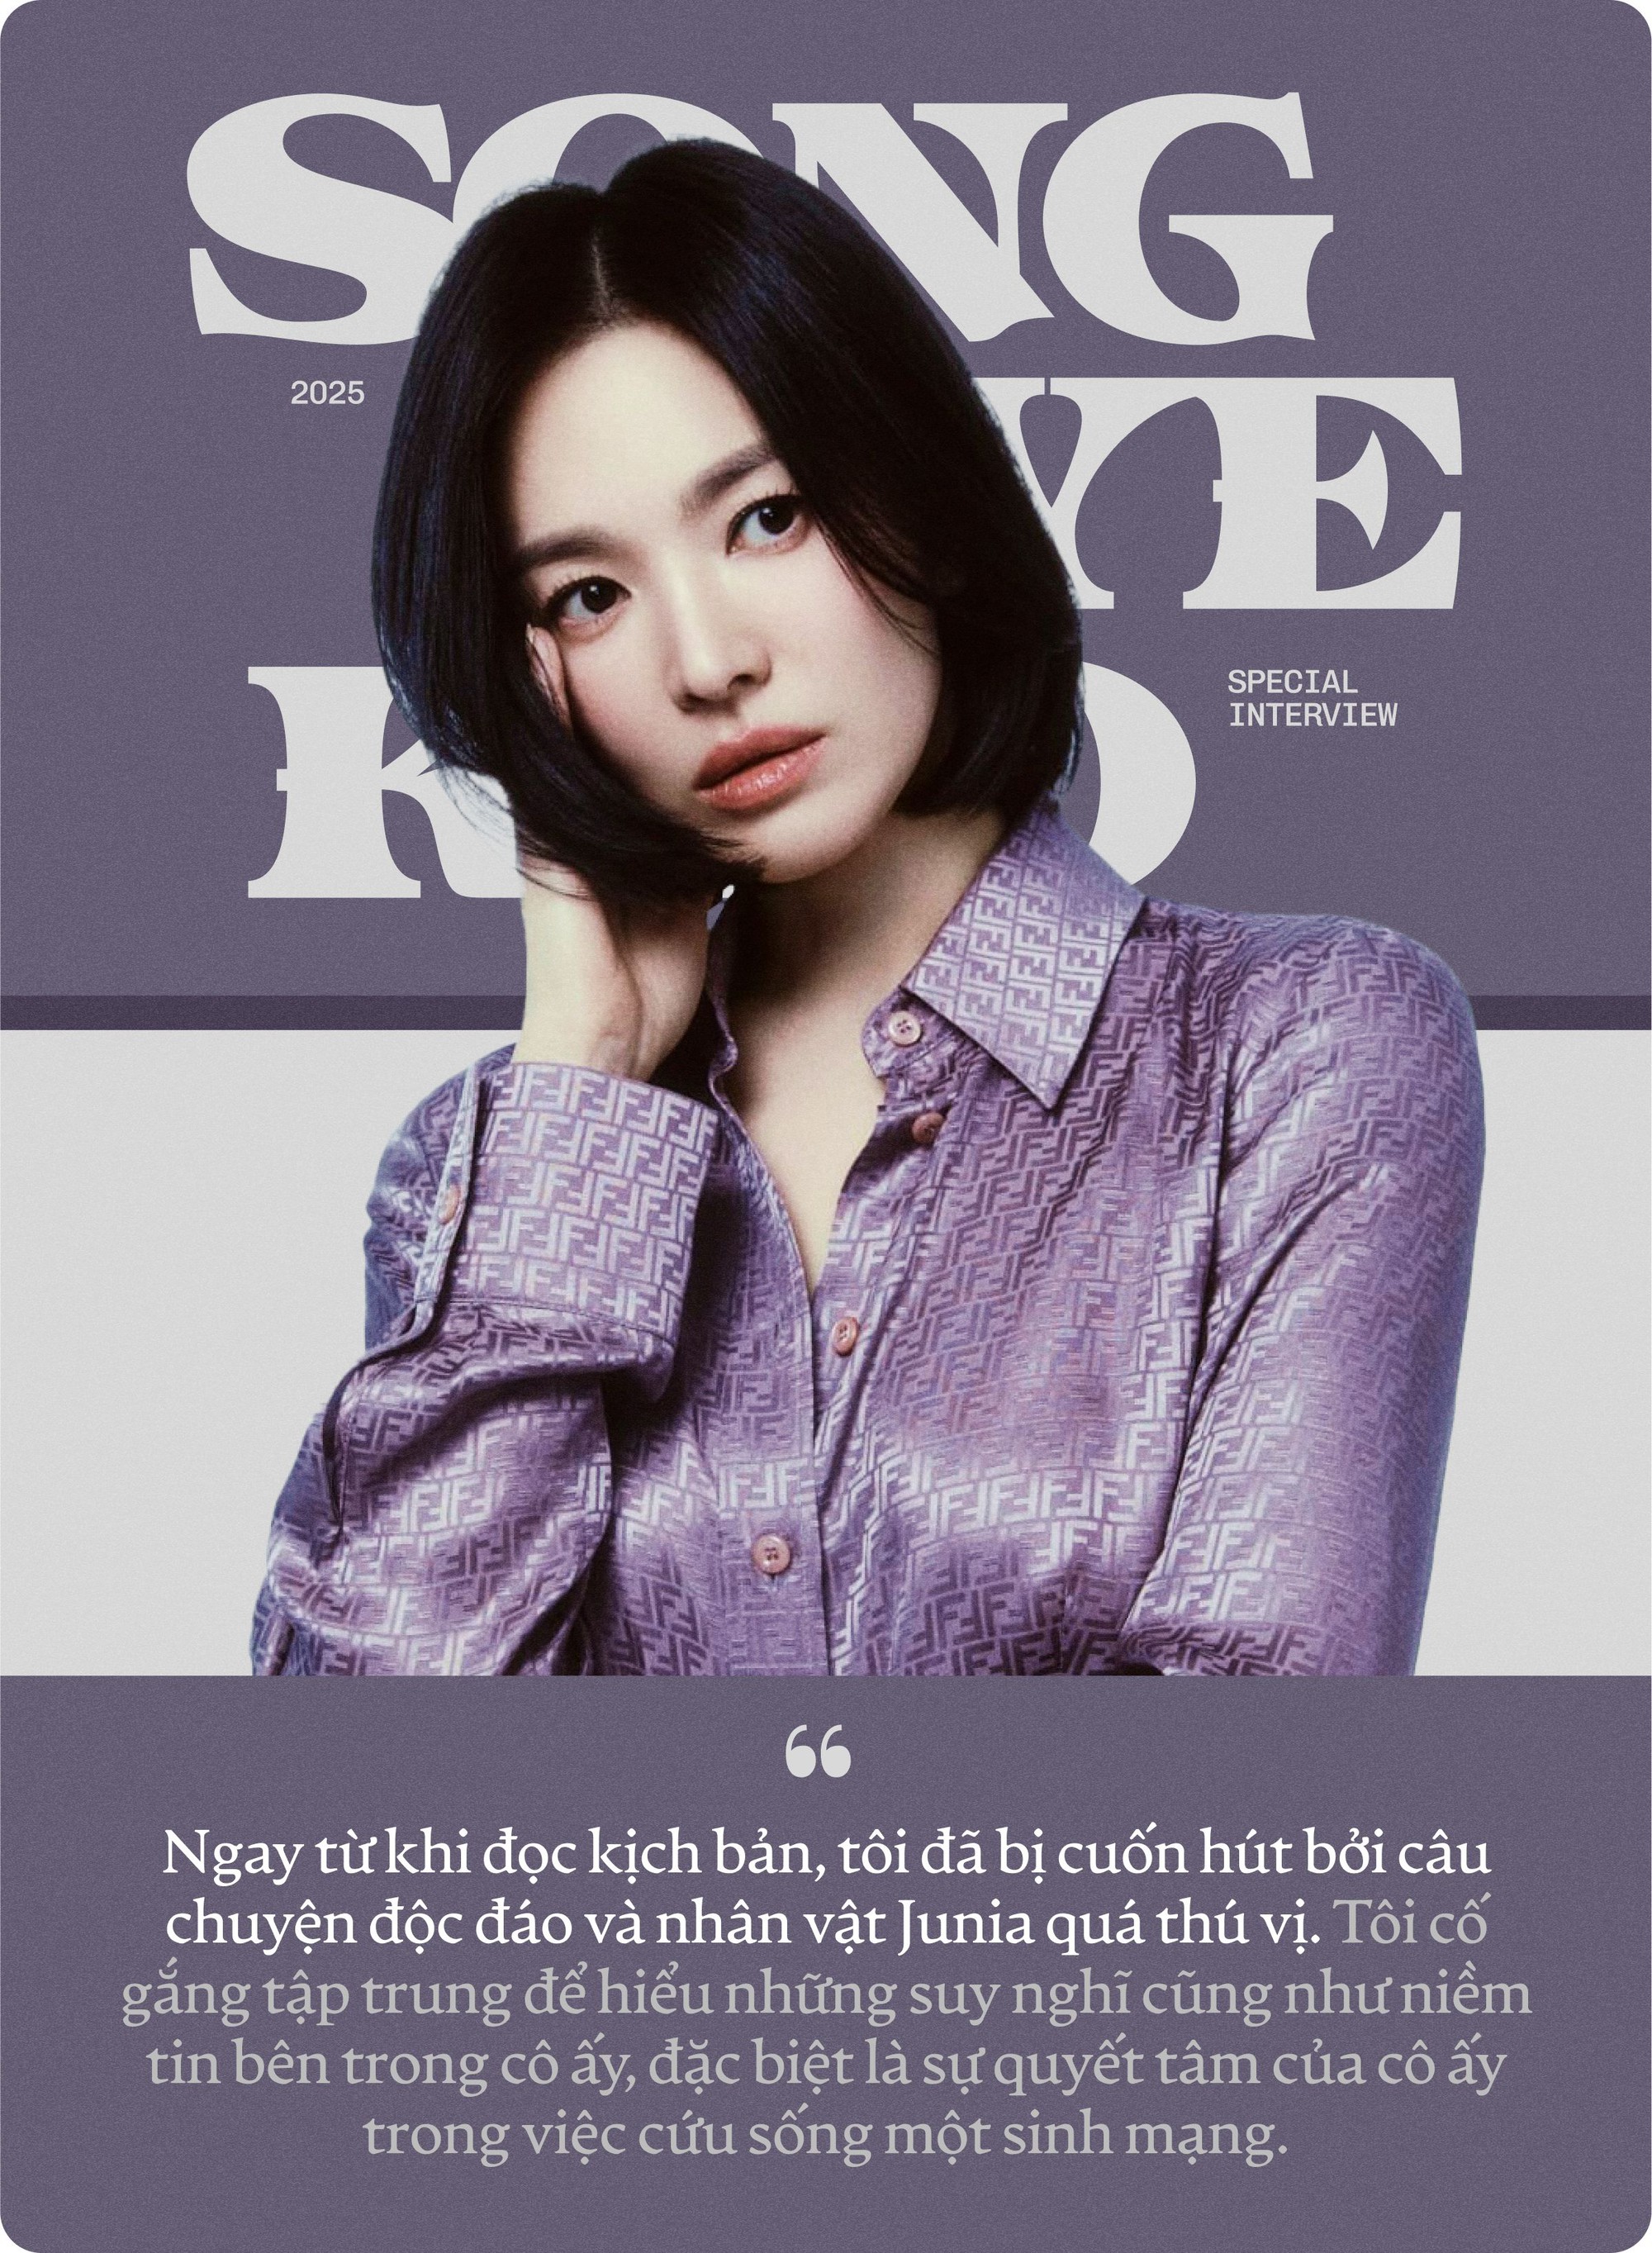 SONG
2025
YE
K O
SPECIAL
INTERVIEW
“
Ngay từ khi đọc kịch bản, tôi đã bị cuốn hút bởi câu
chuyện độc đáo và nhân vật Junia quá thú vị. Tôi cố
gắng tập trung để hiểu những suy nghĩ cũng như niềm
tin bên trong cô ấy, đặc biệt là sự quyết tâm của cô ấy
trong việc cứu sống một sinh mạng.